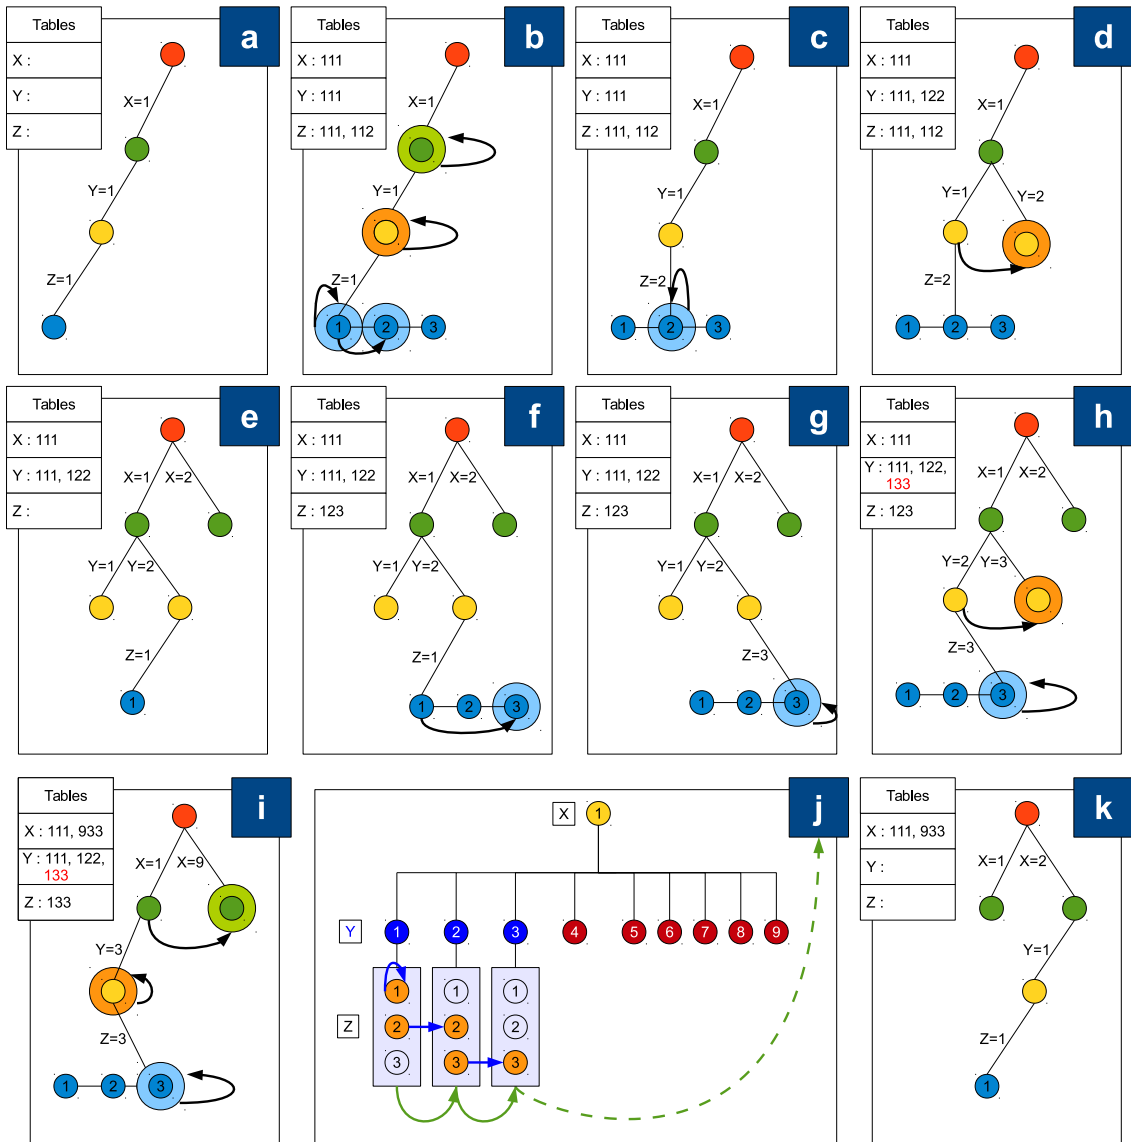 Tables
a
X :
Y :
Z :
X=1
Y=1
Z=1
Tables
b
X : 111
Y : 111
Z : 111, 112
X=1
Y=1
Z=1
1 2 3
Tables
c
X : 111
Y : 111
Z : 111, 112
X=1
Y=1
Z=2
1 2 3
Tables
d
X : 111
Y : 111, 122
Z : 111, 112
X=1
Y=1 Y=2
Z=2
1 2 3
Tables
e
X : 111
Y : 111, 122
Z :
X=1 X=2
Y=1 Y=2
Z=1
1
Tables
f
X : 111
Y : 111, 122
Z : 123
X=1 X=2
Y=1 Y=2
Z=1
1 2 3
Tables
g
X : 111
Y : 111, 122
Z : 123
X=1 X=2
Y=1 Y=2
Z=3
1 2 3
Tables
h
X : 111
Y : 111, 122,
133
Z : 123
X=1 X=2
Y=2 Y=3
Z=3
1 2 3
Tables
i
X : 111, 933
Y : 111, 122,
133
Z : 133
X=1 X=9
Y=3
Z=3
1 2 3
j
X 1
Y 1 2 3 4 5 6 7 8 9
1 1 1
Z 2 2 2
3 3 3
Tables
k
X : 111, 933
Y :
Z :
X=1 X=2
Y=1
Z=1
1